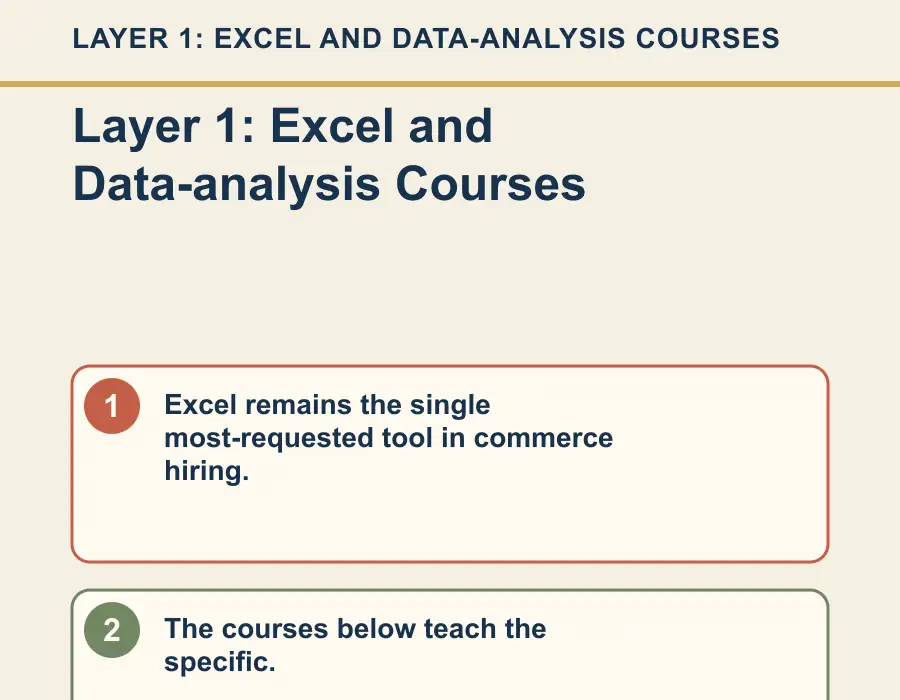 LAYER 1: EXCEL AND DATA-ANALYSIS COURSES
Layer 1: Excel and
Data-analysis Courses
1
Excel remains the single
most-requested tool in commerce
hiring.
2
The courses below teach the
specific.